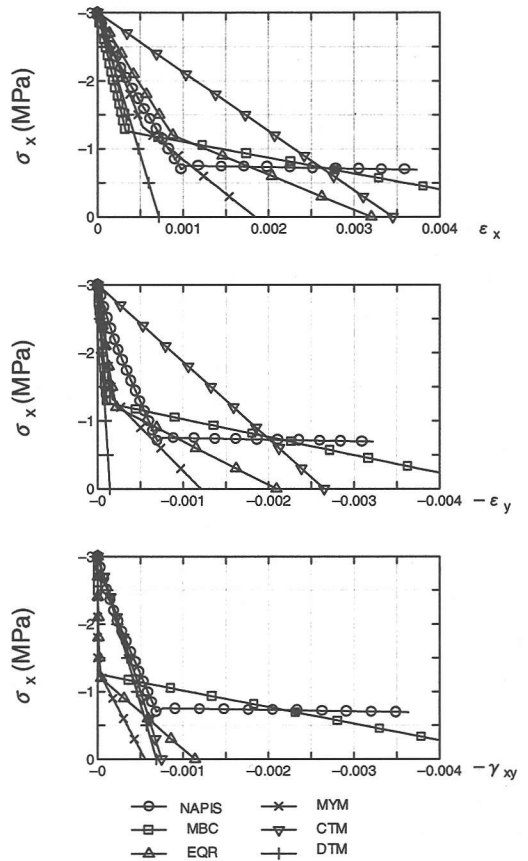 -3
-2
-1
0
σ x (MPa)
0 0.001 0.002 0.003 0.004
ε x
-3
-2
-1
0
σ x (MPa)
-0 -0.001 -0.002 -0.003 -0.004
- ε y
-3
-2
-1
0
σ x (MPa)
-0 -0.001 -0.002 -0.003 -0.004
- γ xy
NAPIS MYM
MBC CTM
EQR DTM